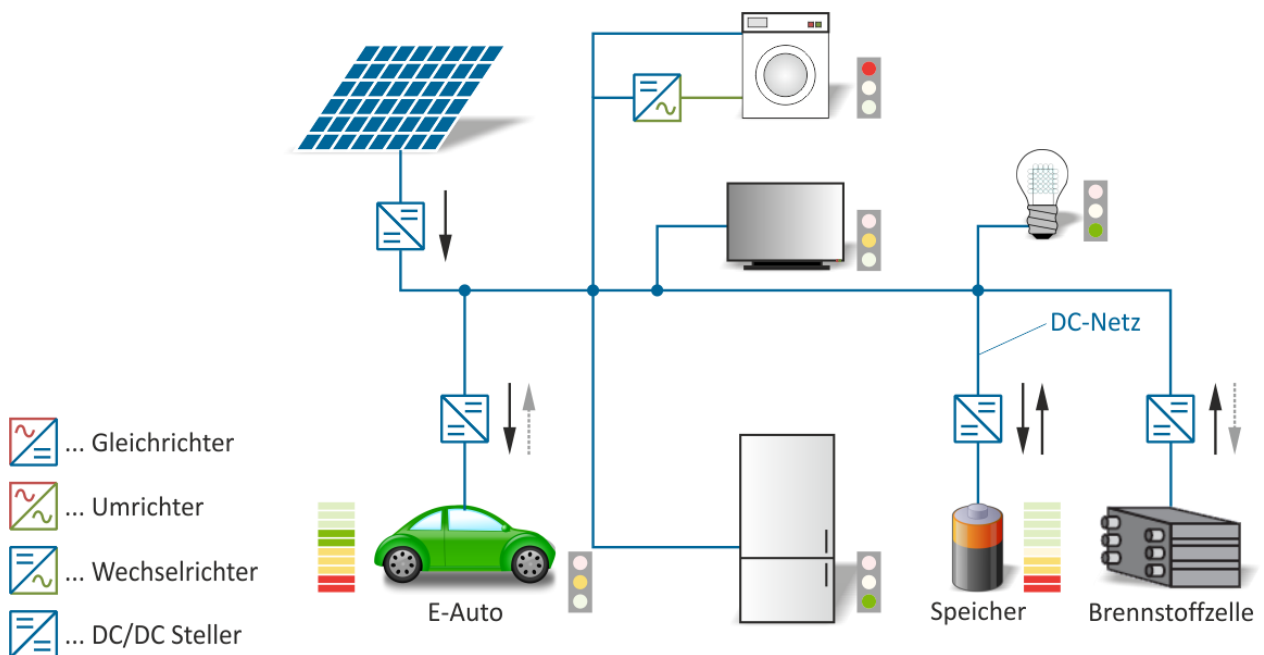 DC-Netz
... Gleichrichter
... Umrichter
... Wechselrichter
... DC/DC Steller
E-Auto
Speicher
Brennstoffzelle